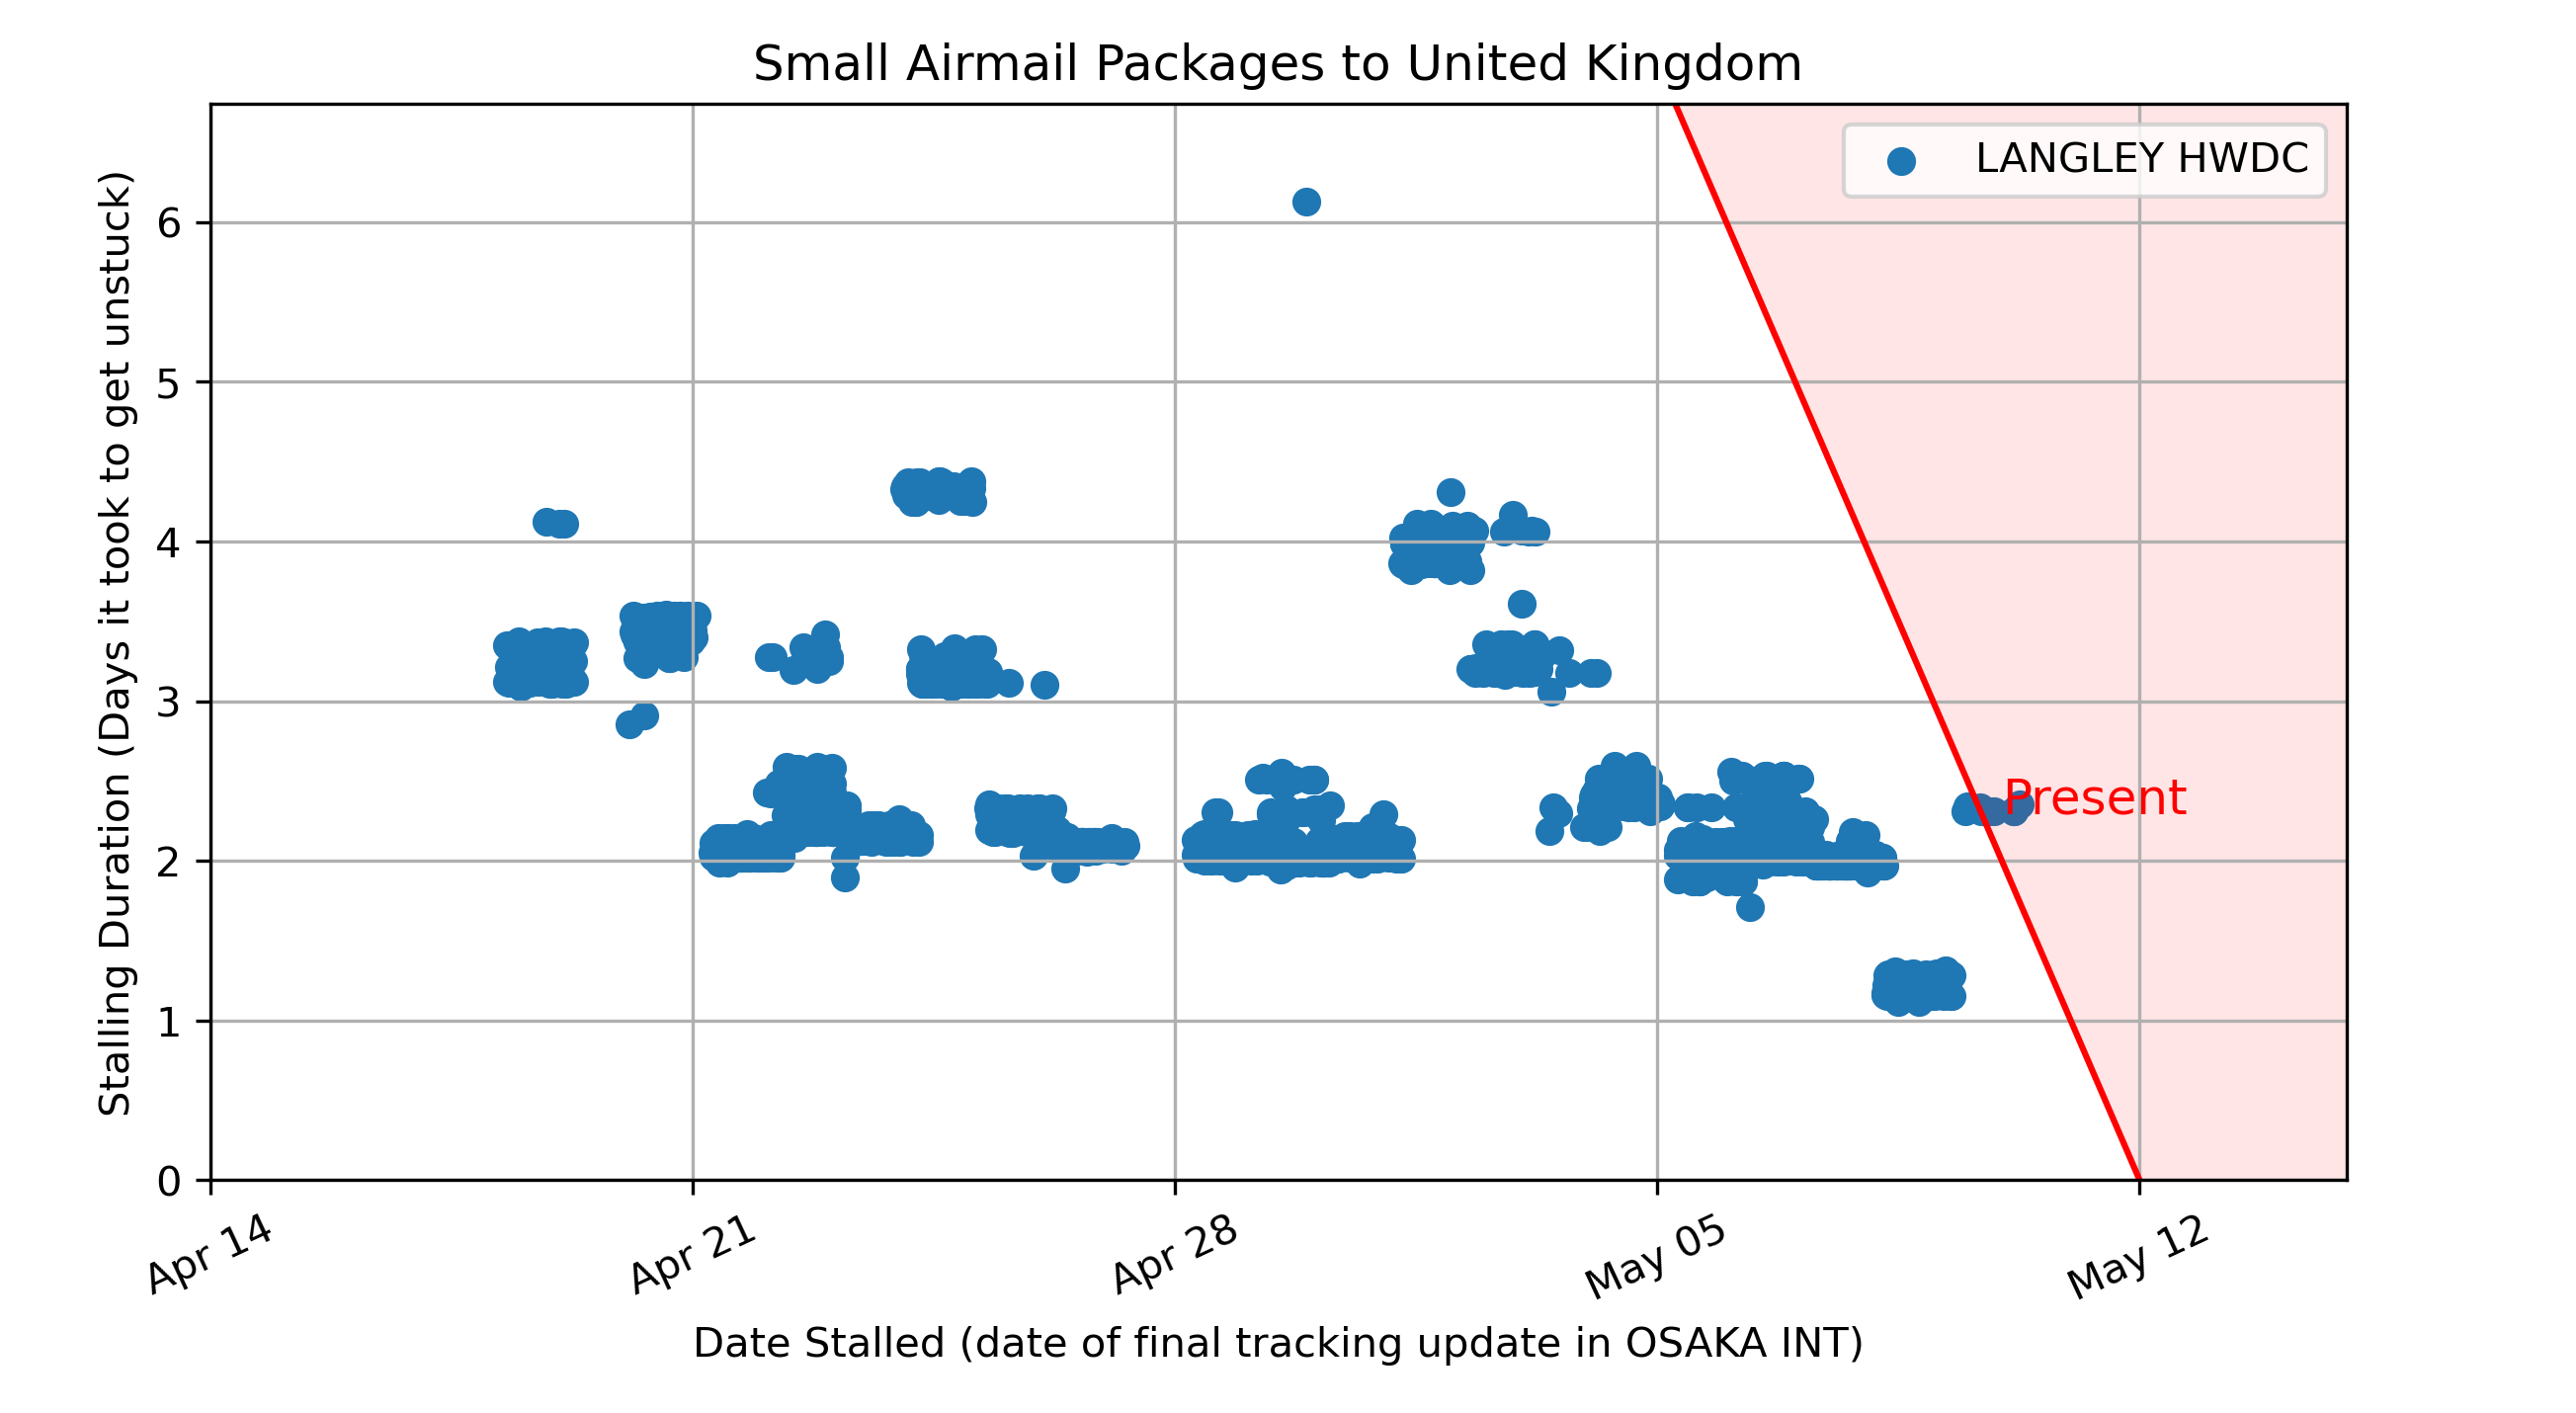 Small Airmail Packages to United Kingdom
LANGLEY HWDC
Stalling Duration (Days it took to get unstuck)
6
5
4
3
2
1
0
Present
Apr 14
Apr 21
Apr 28
May 05
May 12
Date Stalled (date of final tracking update in OSAKA INT)